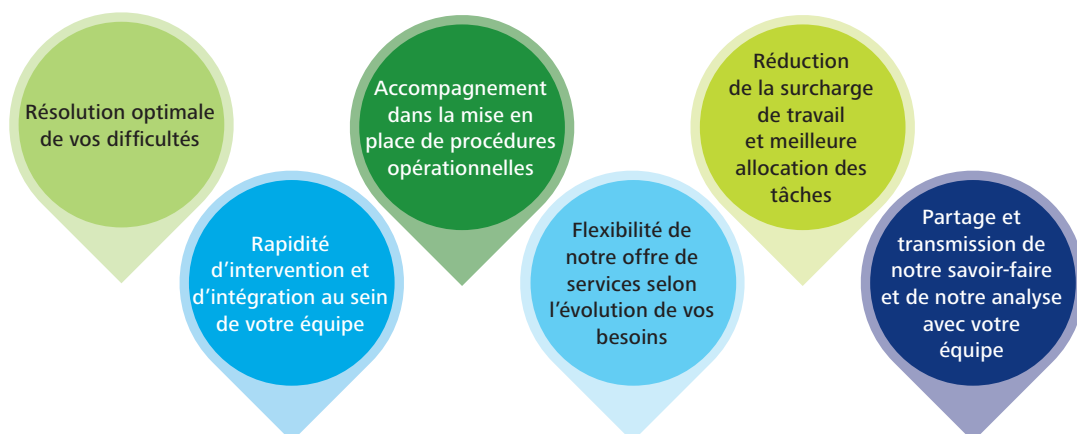 Résolution optimale
de vos difficultés
Rapidité
d’intervention et
d’intégration au sein
de votre équipe
Accompagnement
dans la mise en
place de procédures
opérationnelles
Flexibilité de
notre offre de
services selon
l’évolution de vos
besoins
Réduction
de la surcharge
de travail
et meilleure
allocation des
tâches
Partage et
transmission de
notre savoir-faire
et de notre analyse
avec votre
équipe